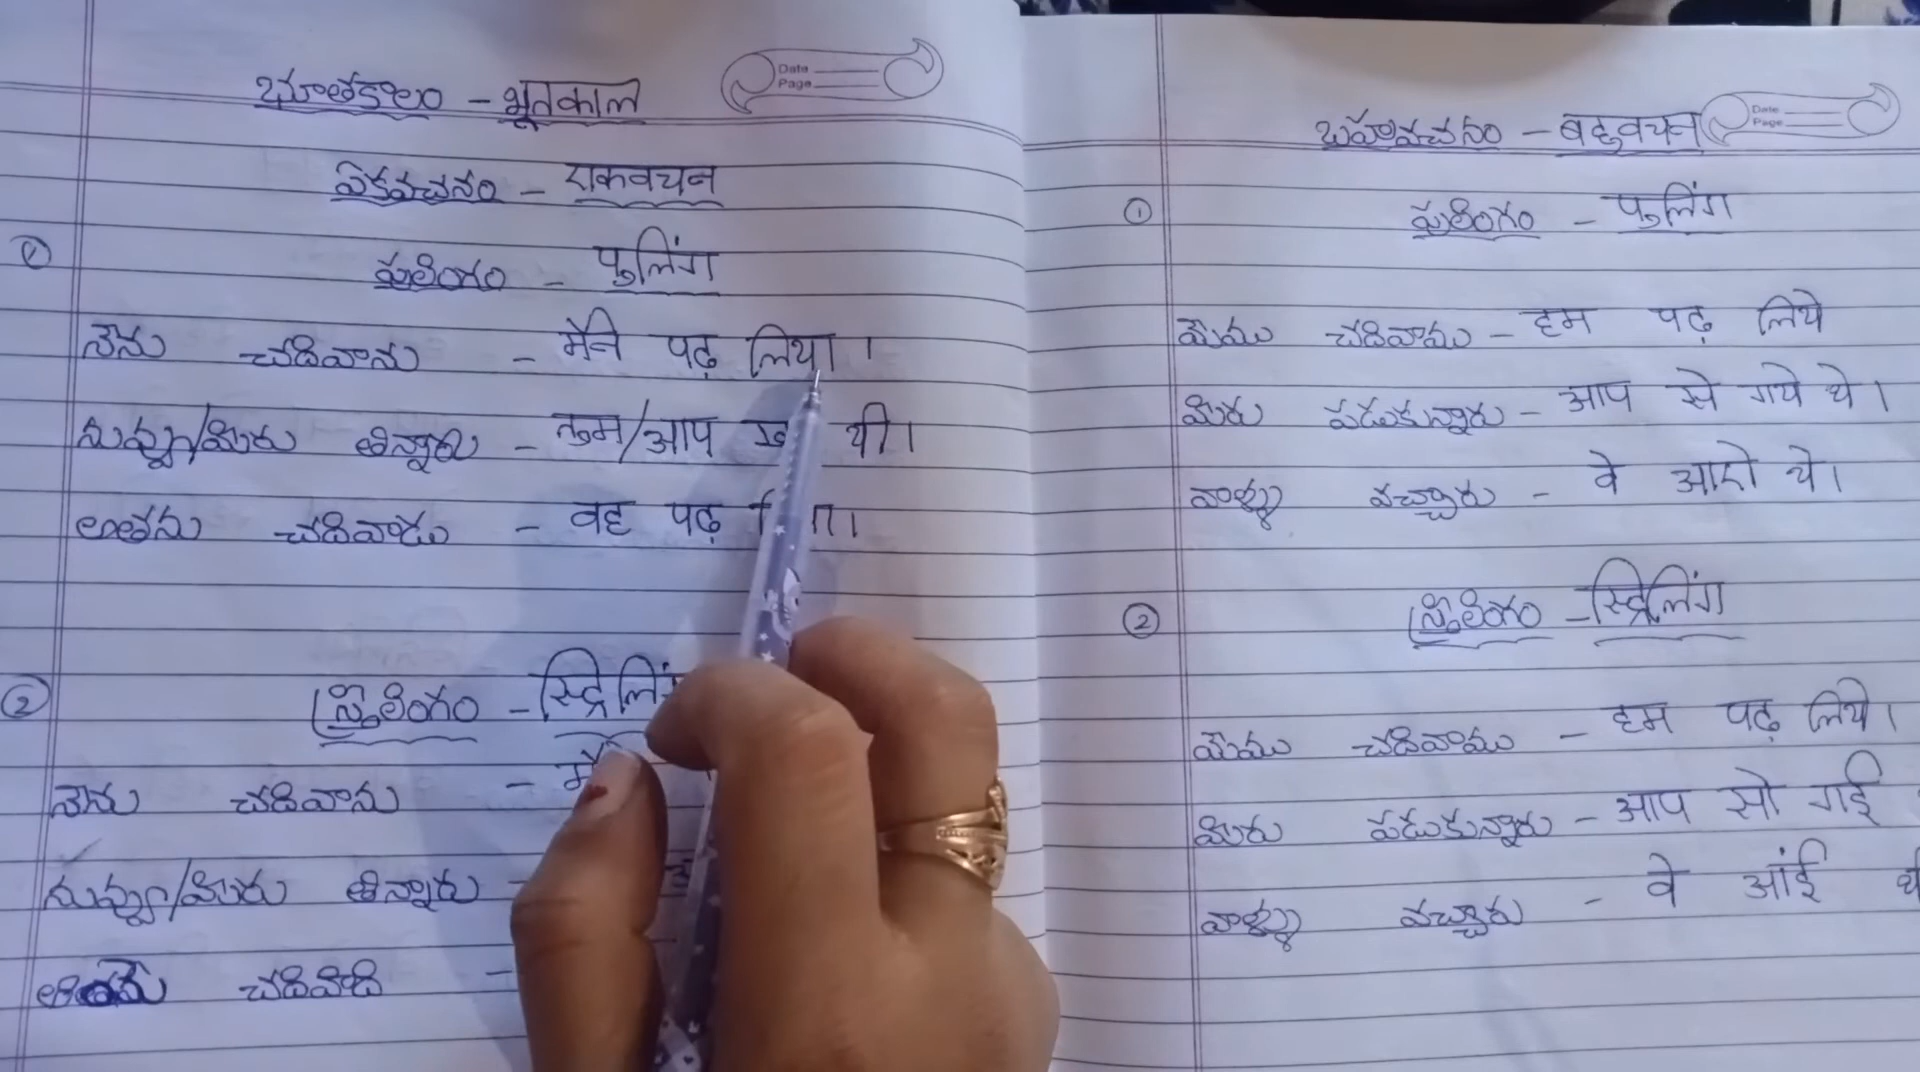 Date
Page
భూతకాలం - भूतकाल
ఏకవచనం - एकवचन
① పులింగం - पुलिंग
నేను చదివాను - मैने पढ़ लिया।
నువ్వు/మీరు తిన్నారు - तुम/आप थी।
అతను చదివాడు - वह पढ़
② స్త్రీలింగం - स्त्रिलिंग
నేను చదివాను -
నువ్వు/మీరు తిన్నారు -
చదివింది -
Date
Page
బహువచనం - बहुवचन
① పులింగం - पुलिंग
మేము చదివాము - हम पढ़ लिये
మీరు పడుకున్నారు - आप से गये थे।
వాళ్ళు వచ్చారు - वे आए थे।
② స్త్రీలింగం - स्त्रिलिंग
మేము చదివాము - हम पढ़ लिये।
మీరు పడుకున్నారు - आप सो गई
వాళ్ళు వచ్చారు - वे आंई